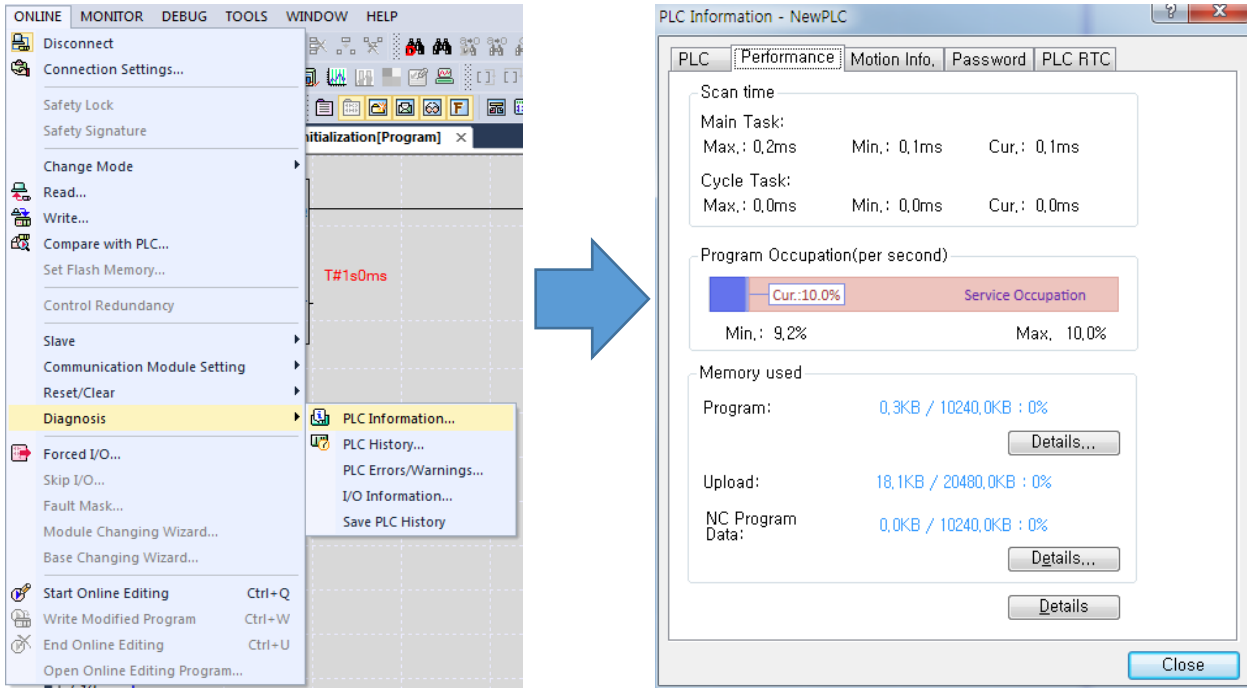 ONLINE MONITOR DEBUG TOOLS WINDOW HELP
Disconnect
Connection Settings...
Safety Lock
Safety Signature
Change Mode
Read...
Write...
Compare with PLC...
Set Flash Memory...
Control Redundancy
Slave
Communication Module Setting
Reset/Clear
Diagnosis
Forced I/O...
Skip I/O...
Fault Mask...
Module Changing Wizard...
Base Changing Wizard...
Start Online Editing Ctrl+Q
Write Modified Program Ctrl+W
End Online Editing Ctrl+U
Open Online Editing Program...
nitialization[Program]
T#1s0ms
PLC Information...
PLC History...
PLC Errors/Warnings...
I/O Information...
Save PLC History
PLC Information - NewPLC
PLC Performance Motion Info. Password PLC RTC
Scan time
Main Task:
Max.: 0.2ms Min.: 0.1ms Cur.: 0.1ms
Cycle Task:
Max.: 0.0ms Min.: 0.0ms Cur.: 0.0ms
Program Occupation(per second)
Cur.:10.0% Service Occupation
Min.: 9.2% Max. 10.0%
Memory used
Program: 0.3KB / 10240.0KB : 0%
Details...
Upload: 18.1KB / 20480.0KB : 0%
NC Program
Data: 0.0KB / 10240.0KB : 0%
Details...
Details
Close